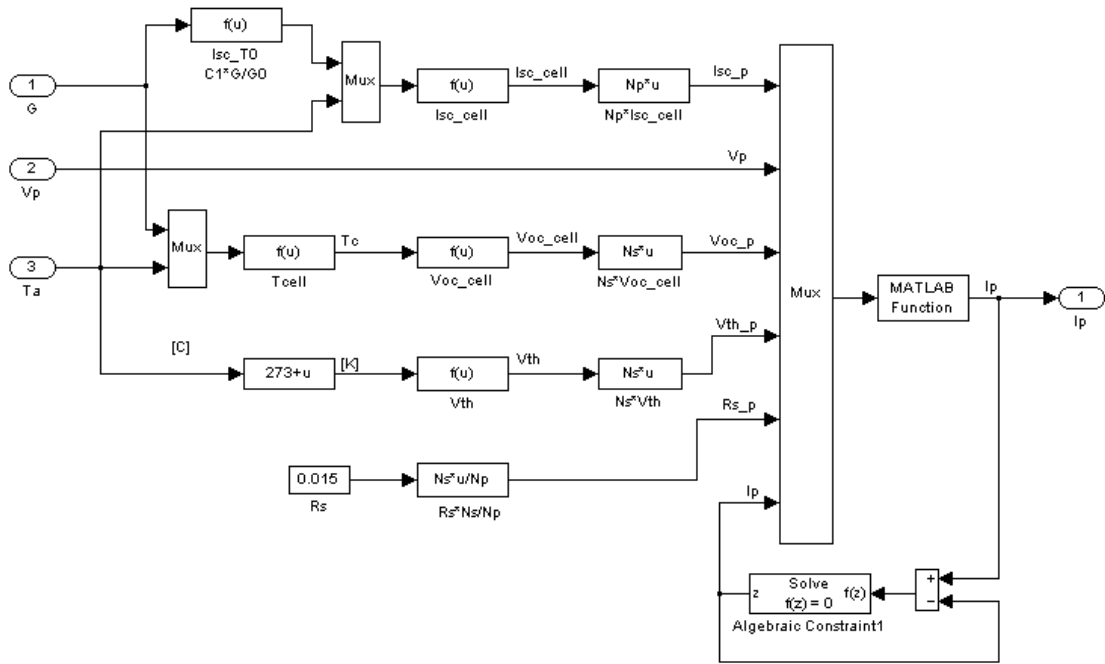 f(u)
Isc_T0
C1*G/G0
1
G
Mux
f(u)
Isc_cell
Isc_cell
Np*u
Np*Isc_cell
Isc_p
2
Vp
Vp
3
Ta
Mux
f(u)
Tcell
Tc
f(u)
Voc_cell
Voc_cell
Ns*u
Ns*Voc_cell
Voc_p
Mux
MATLAB
Function
Ip
1
Ip
[C]
273+u
[K]
f(u)
Vth
Vth
Ns*u
Ns*Vth
Vth_p
0.015
Rs
Ns*u/Np
Rs*Ns/Np
Rs_p
Ip
z
Solve
f(z) = 0
f(z)
Algebraic Constraint1
+
−